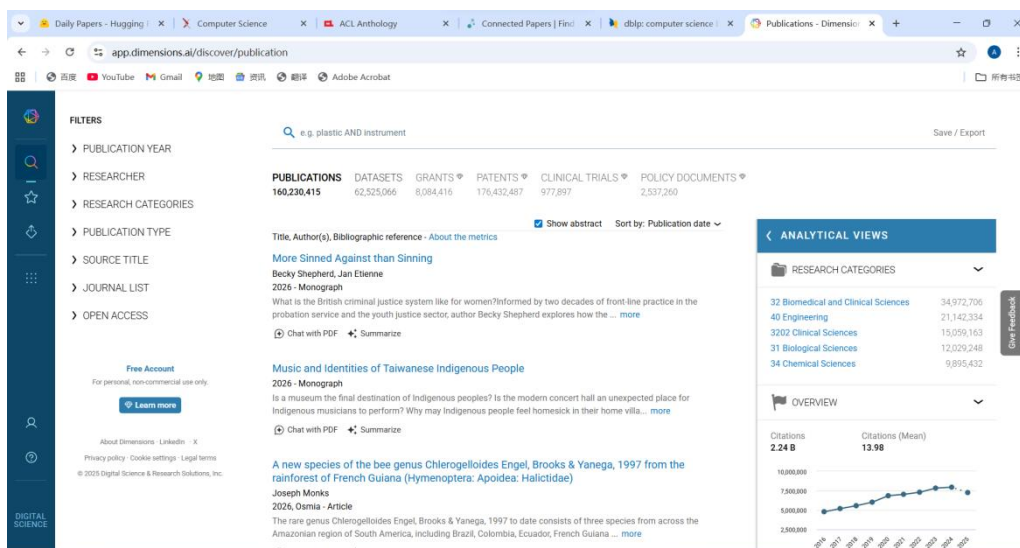 Daily Papers - Hugging
Computer Science
ACL Anthology
Connected Papers | Find
dblp: computer science
Publications - Dimension
app.dimensions.ai/discover/publication
百度
YouTube
Gmail
地图
资讯
翻译
Adobe Acrobat
所有书签
FILTERS
PUBLICATION YEAR
RESEARCHER
RESEARCH CATEGORIES
PUBLICATION TYPE
SOURCE TITLE
JOURNAL LIST
OPEN ACCESS
Free Account
For personal, non-commercial use only.
Learn more
About Dimensions · LinkedIn · X
Privacy policy · Cookie settings · Legal terms
© 2025 Digital Science & Research Solutions, Inc.
DIGITAL
SCIENCE
e.g. plastic AND instrument
Save / Export
PUBLICATIONS DATASETS GRANTS PATENTS CLINICAL TRIALS POLICY DOCUMENTS
160,230,415 62,525,066 8,084,416 176,432,487 977,897 2,537,260
Show abstract Sort by: Publication date
Title, Author(s), Bibliographic reference - About the metrics
More Sinned Against than Sinning
Becky Shepherd, Jan Etienne
2026 - Monograph
What is the British criminal justice system like for women?Informed by two decades of front-line practice in the
probation service and the youth justice sector, author Becky Shepherd explores how the ... more
Chat with PDF Summarize
Music and Identities of Taiwanese Indigenous People
2026 - Monograph
Is a museum the final destination of Indigenous peoples? Is the modern concert hall an unexpected place for
Indigenous musicians to perform? Why may Indigenous people feel homesick in their home villa... more
Chat with PDF Summarize
A new species of the bee genus Chlerogelloides Engel, Brooks & Yanega, 1997 from the
rainforest of French Guiana (Hymenoptera: Apoidea: Halictidae)
Joseph Monks
2026, Osmia - Article
The rare genus Chlerogelloides Engel, Brooks & Yanega, 1997 to date consists of three species from across the
Amazonian region of South America, including Brazil, Colombia, Ecuador, French Guiana ... more
ANALYTICAL VIEWS
RESEARCH CATEGORIES
32 Biomedical and Clinical Sciences 34,972,706
40 Engineering 21,142,334
3202 Clinical Sciences 15,059,163
31 Biological Sciences 12,029,248
34 Chemical Sciences 9,895,432
OVERVIEW
Citations Citations (Mean)
2.24 B 13.98
10,000,000
7,500,000
5,000,000
2,500,000
2016 2017 2018 2019 2020 2021 2022 2023 2024 2025
Give Feedback